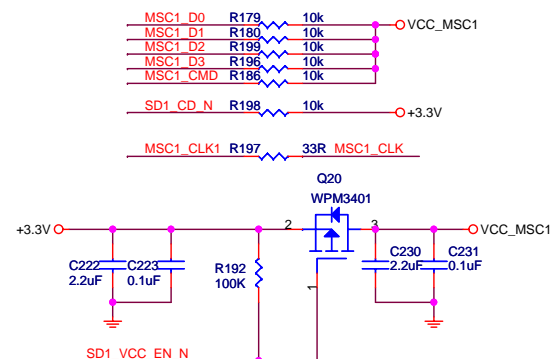 MSC1_D0 R179 10k VCC_MSC1
MSC1_D1 R180 10k
MSC1_D2 R199 10k
MSC1_D3 R196 10k
MSC1_CMD R186 10k
SD1_CD_N R198 10k +3.3V
MSC1_CLK1 R197 33R MSC1_CLK
Q20
WPM3401
+3.3V 2 3 VCC_MSC1
C222 C223 R192 C230 C231
2.2uF 0.1uF 100K 2.2uF 0.1uF
1
SD1_VCC_EN_N